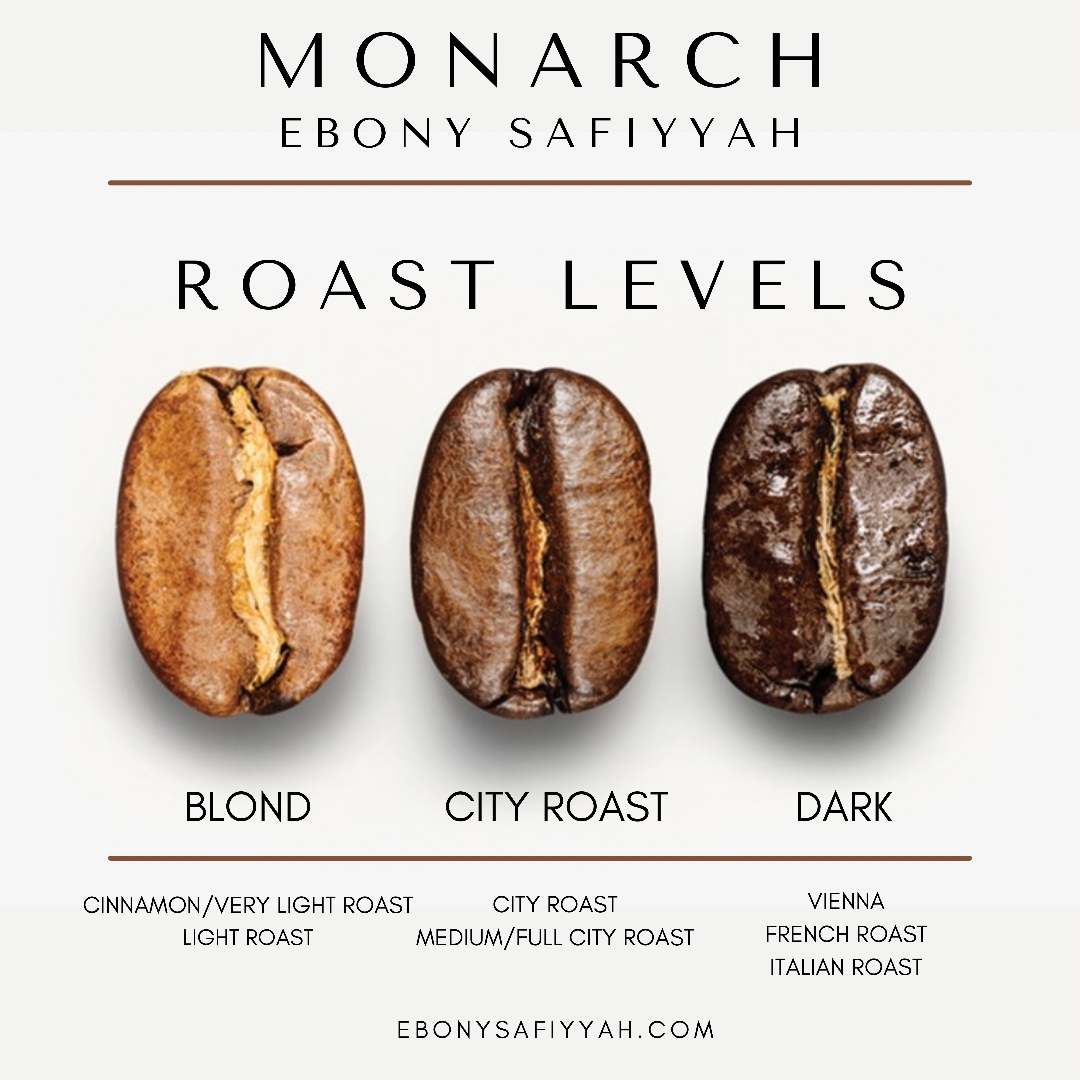 MONARCH
EBONY SAFIYYAH
ROAST LEVELS
BLOND
CITY ROAST
DARK
CINNAMON/VERY LIGHT ROAST
LIGHT ROAST
CITY ROAST
MEDIUM/FULL CITY ROAST
VIENNA
FRENCH ROAST
ITALIAN ROAST
EBONYSAFIYYAH.COM